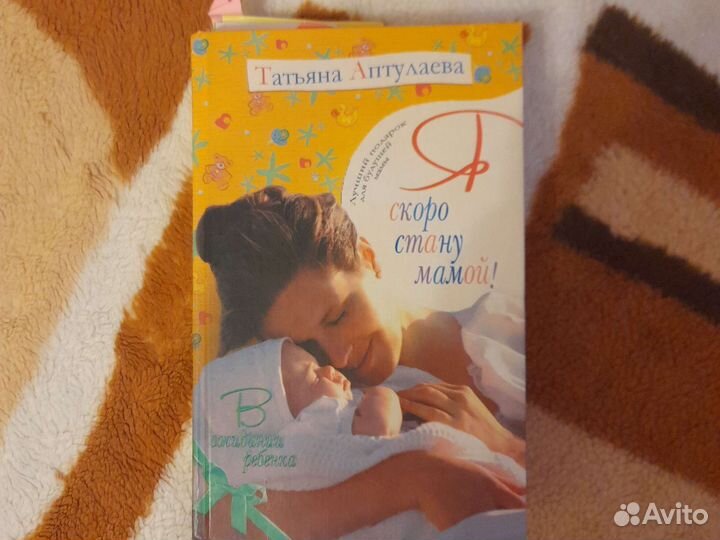 Татьяна Аптулаева
Лучший подарок
для будущей
мамы
Я
скоро
стану
мамой!
В
ожидании
ребенка
Avito